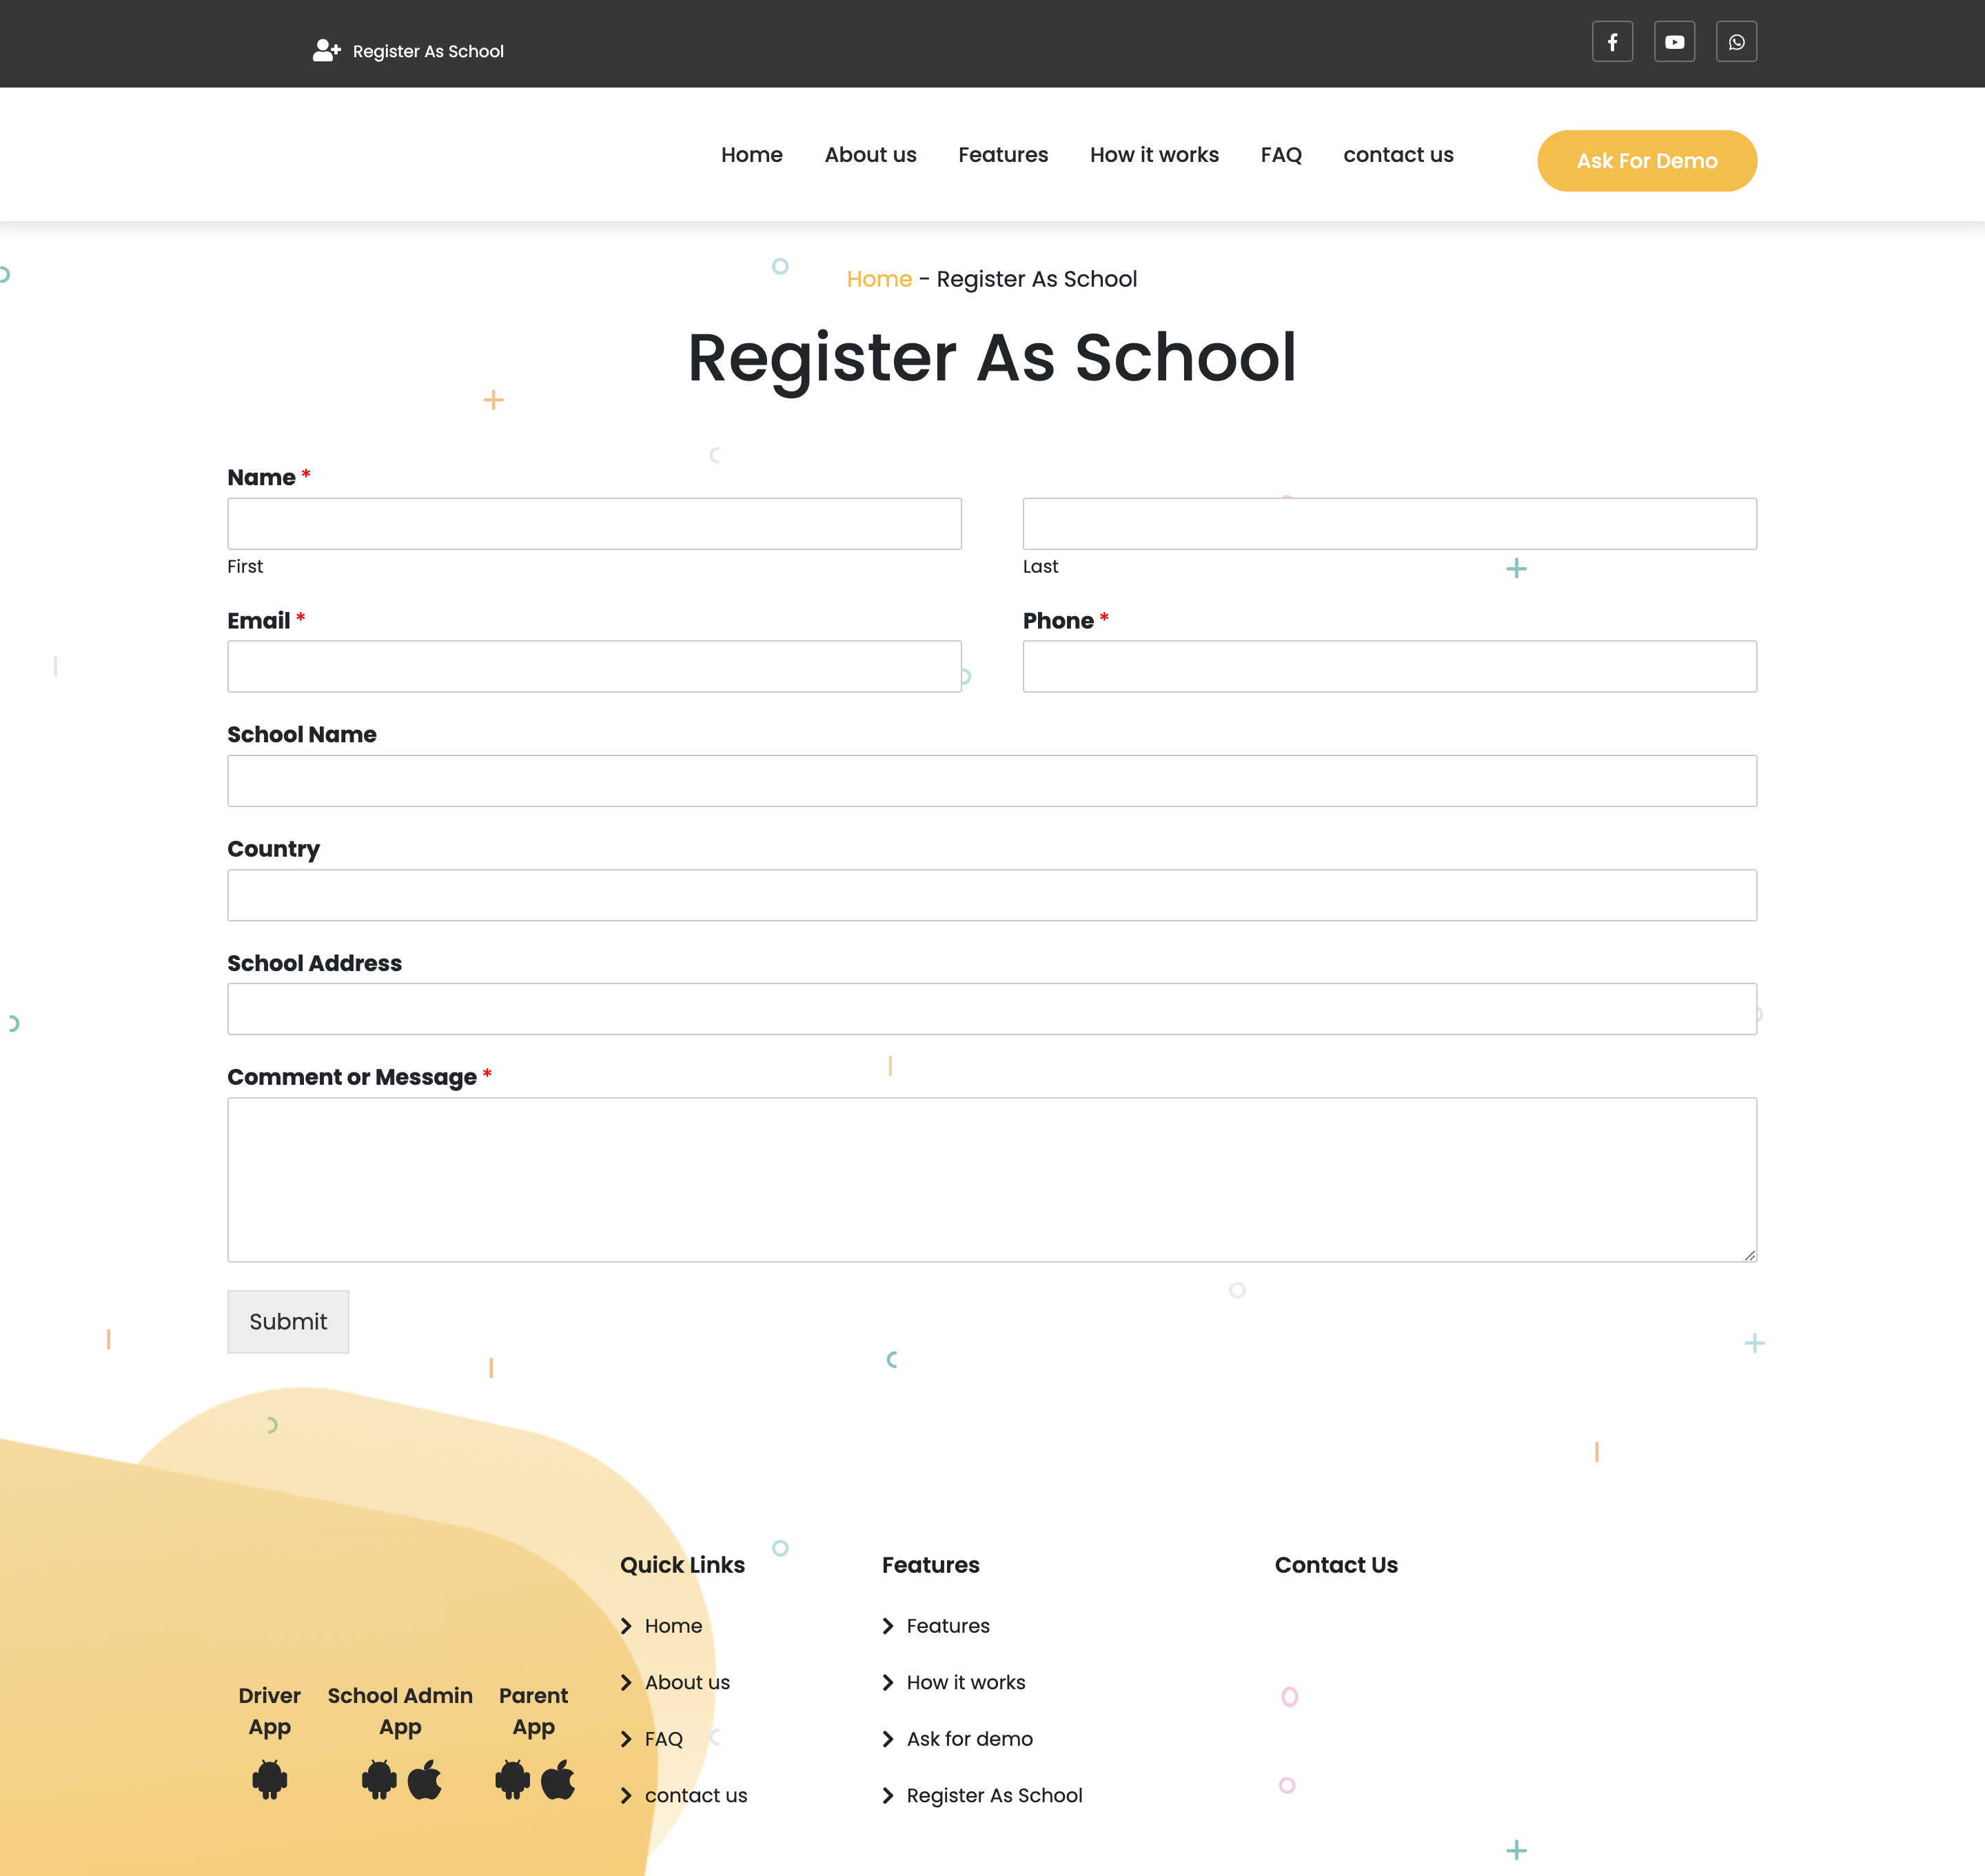 Register As School
Home About us Features How it works FAQ contact us Ask For Demo
Home - Register As School
Register As School
Name *
First Last
Email * Phone *
School Name
Country
School Address
Comment or Message *
Submit
Quick Links
Home
About us
FAQ
contact us
Features
Features
How it works
Ask for demo
Register As School
Contact Us
Driver
App
School Admin
App
Parent
App